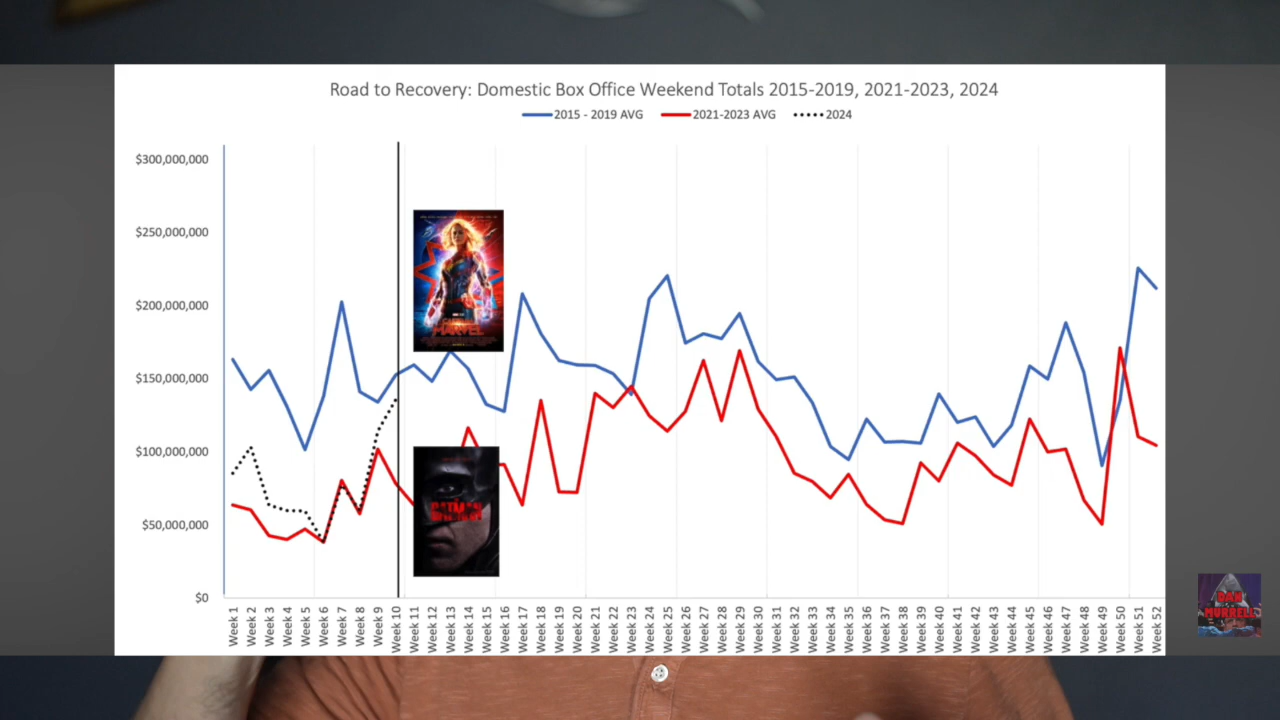 Road to Recovery: Domestic Box Office Weekend Totals 2015-2019, 2021-2023, 2024
2015 - 2019 AVG 2021-2023 AVG 2024
$300,000,000
$250,000,000
$200,000,000
$150,000,000
$100,000,000
$50,000,000
$0
MARVEL
BATMAN
Week 1
Week 2
Week 3
Week 4
Week 5
Week 6
Week 7
Week 8
Week 9
Week 10
Week 11
Week 12
Week 13
Week 14
Week 15
Week 16
Week 17
Week 18
Week 19
Week 20
Week 21
Week 22
Week 23
Week 24
Week 25
Week 26
Week 27
Week 28
Week 29
Week 30
Week 31
Week 32
Week 33
Week 34
Week 35
Week 36
Week 37
Week 38
Week 39
Week 40
Week 41
Week 42
Week 43
Week 44
Week 45
Week 46
Week 47
Week 48
Week 49
Week 50
Week 51
Week 52
DAN
MURRELL